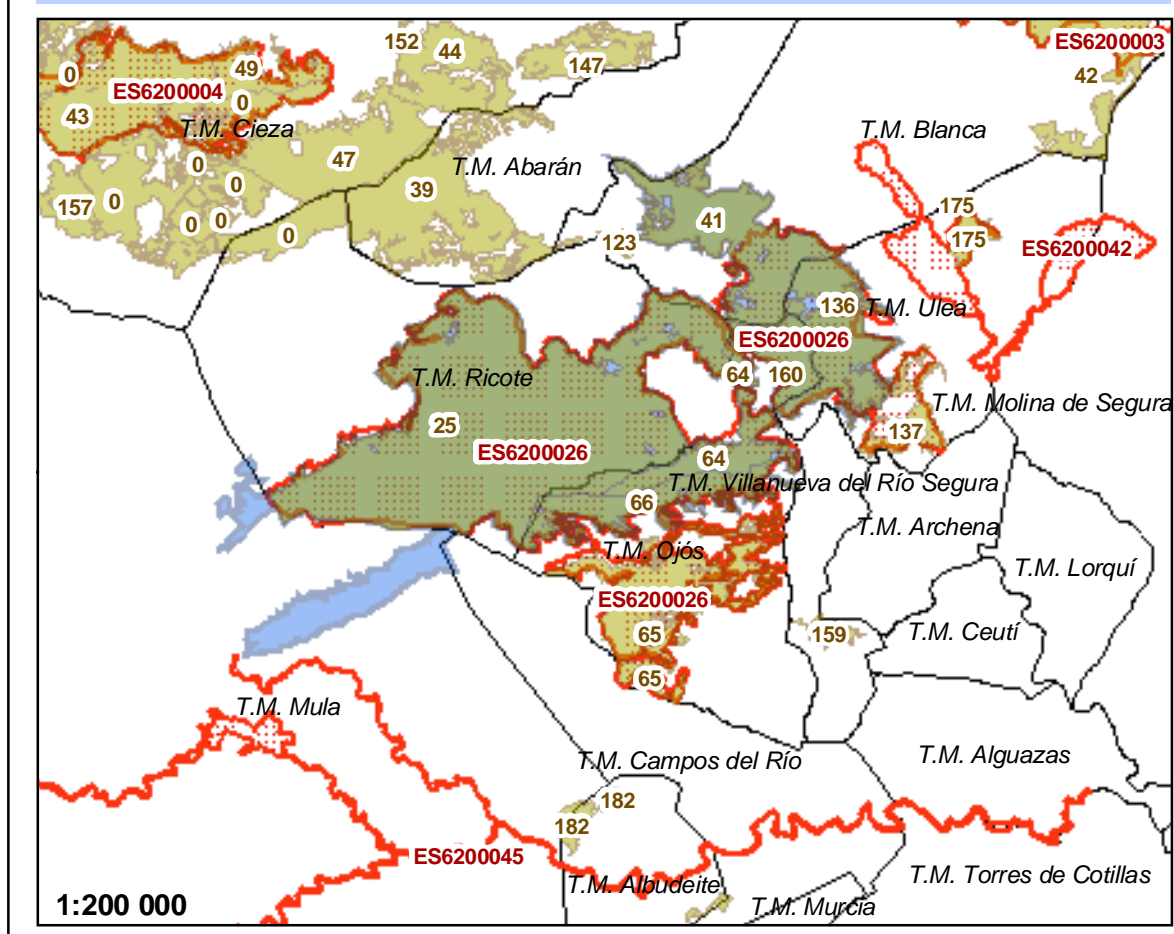 152
44
147
ES6200003
0
49
42
ES6200004
0
43
T.M. Cieza
T.M. Blanca
47
T.M. Abarán
0
0
39
157
0
0
0
0
41
175
123
175
ES6200042
136
T.M. Ulea
ES6200026
T.M. Ricote
64
160
T.M. Molina de Segura
25
137
ES6200026
64
T.M. Villanueva del Río Segura
66
T.M. Archena
T.M. Ojós
T.M. Lorquí
ES6200026
65
159
T.M. Ceutí
65
T.M. Mula
T.M. Campos del Río
T.M. Alguazas
182
182
ES6200045
T.M. Albudeite
T.M. Torres de Cotillas
1:200 000
T.M. Murcia